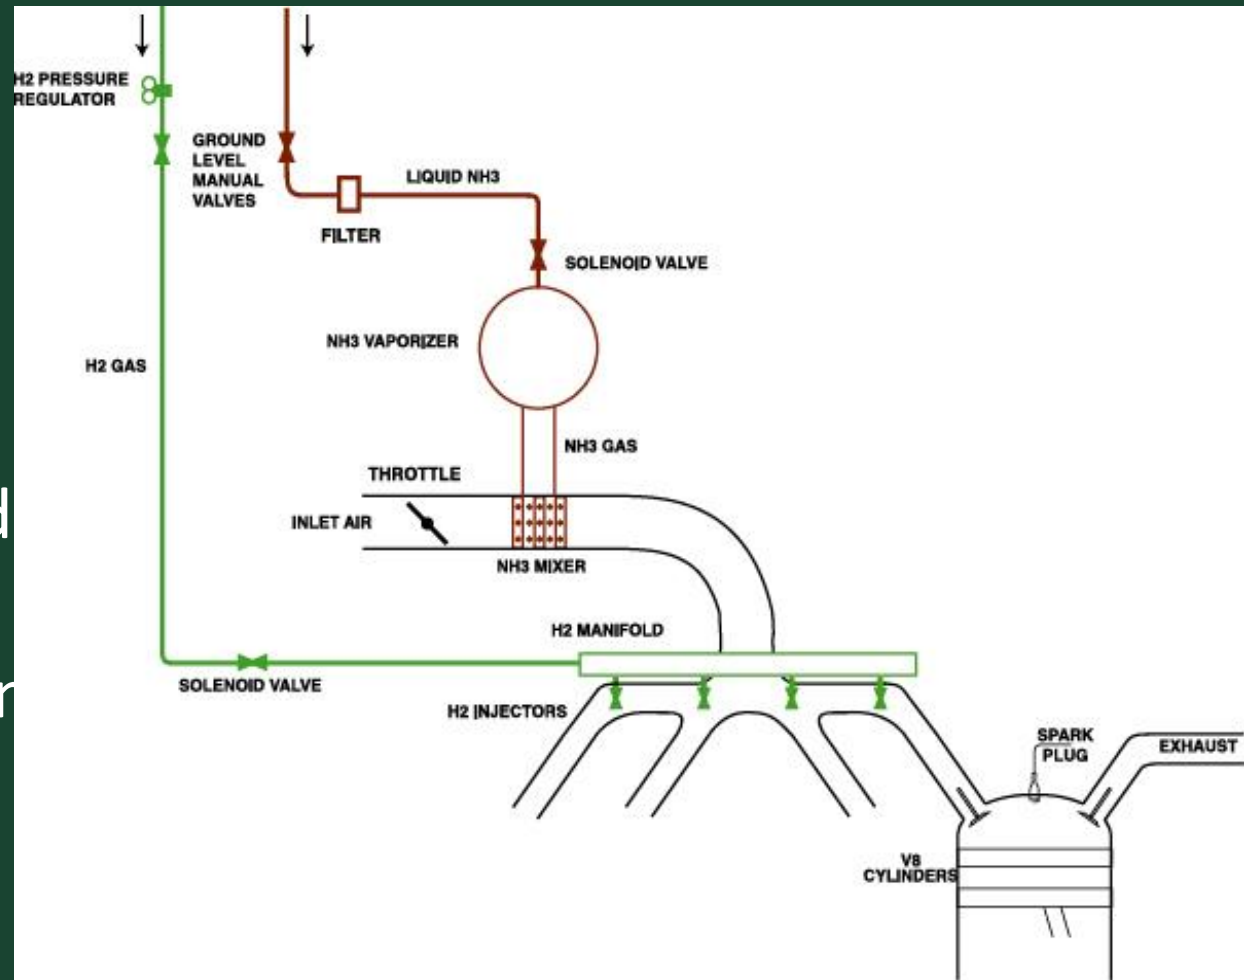 H2 PRESSURE
REGULATOR
GROUND
LEVEL
MANUAL
VALVES
LIQUID NH3
FILTER
SOLENOID VALVE
NH3 VAPORIZER
H2 GAS
NH3 GAS
THROTTLE
INLET AIR
NH3 MIXER
H2 MANIFOLD
SOLENOID VALVE
H2 INJECTORS
SPARK
PLUG
EXHAUST
V8
CYLINDERS